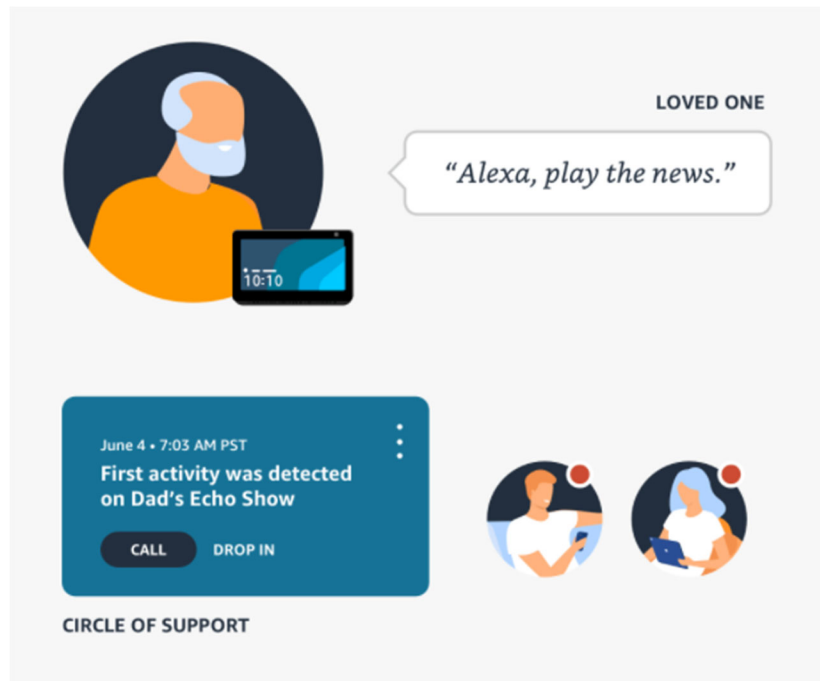 LOVED ONE
“Alexa, play the news.”
10:10
June 4 • 7:03 AM PST
First activity was detected
on Dad’s Echo Show
CALL DROP IN
CIRCLE OF SUPPORT